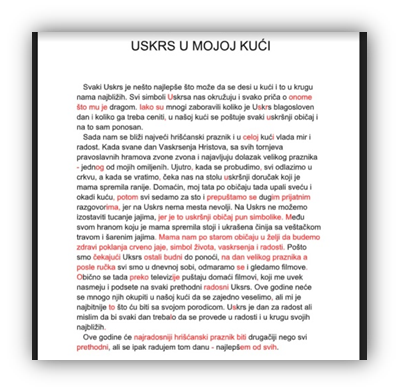 USKRS U MOJOJ KUĆI
Svaki Uskrs je nešto najlepše što može da se desi u kući i to u krugu
nama najbližih. Svi simboli Uskrsa nas okružuju i svako priča o onome
što mu je dragom. Iako su mnogi zaboravili koliko je Uskrs blagosloven
dan i koliko ga treba ceniti, u našoj kući se poštuje svaki uskršnji običaj i
na to sam ponosan.
Sada nam se bliži najveći hrišćanski praznik i u celoj kući vlada mir i
radost. Kada svane dan Vaskrsenja Hristova, sa svih tornjeva
pravoslavnih hramova zvone zvona i najavljuju dolazak velikog praznika
- jednog od mojih omiljenih. Ujutro, kada se probudimo, svi odlazimo u
crkvu, a kada se vratimo, čeka nas na stolu uskršnji doručak koji je
mama spremila ranije. Domaćin, moj tata po običaju tada upali sveću i
okadi kuću, potom svi sedamo za sto i prepuštamo se dugim prijatnim
razgovorima, jer na Uskrs nema mesta nevolji. Na Uskrs ne možemo
izostaviti tucanje jajima, jer je to uskršnji običaj pun simbolike. Među
svom hranom koju je mama spremila stoji i ukrašena činija sa veštačkom
travom i šarenim jajima. Mama nam po starom običaju u želji da budemo
zdravi poklanja crveno jaje, simbol života, vaskrsenja i radosti. Pošto
smo čekajući Uksrs ostali budni do ponoći, na dan velikog praznika a
posle ručka svi smo u dnevnoj sobi, odmaramo se i gledamo filmove.
Obično se tada preko televizije puštaju domaći filmovi, koji me uvek
nasmeju i podsete na svaki prethodni radosni Uksrs. Ove godine neće
se mnogo njih okupiti u našoj kući da se zajedno veselimo, ali mi je
najbitnije to što ću biti sa svojom porodicom. Uskrs je dan za radost ali
mislim da bi svaki dan trebalo da se provede u radosti i u krugu svojih
najbližih.
Ove godine će najradosniji hrišćanski praznik biti drugačiji nego svi
prethodni, ali se ipak radujem tom danu - najlepšem od svih.